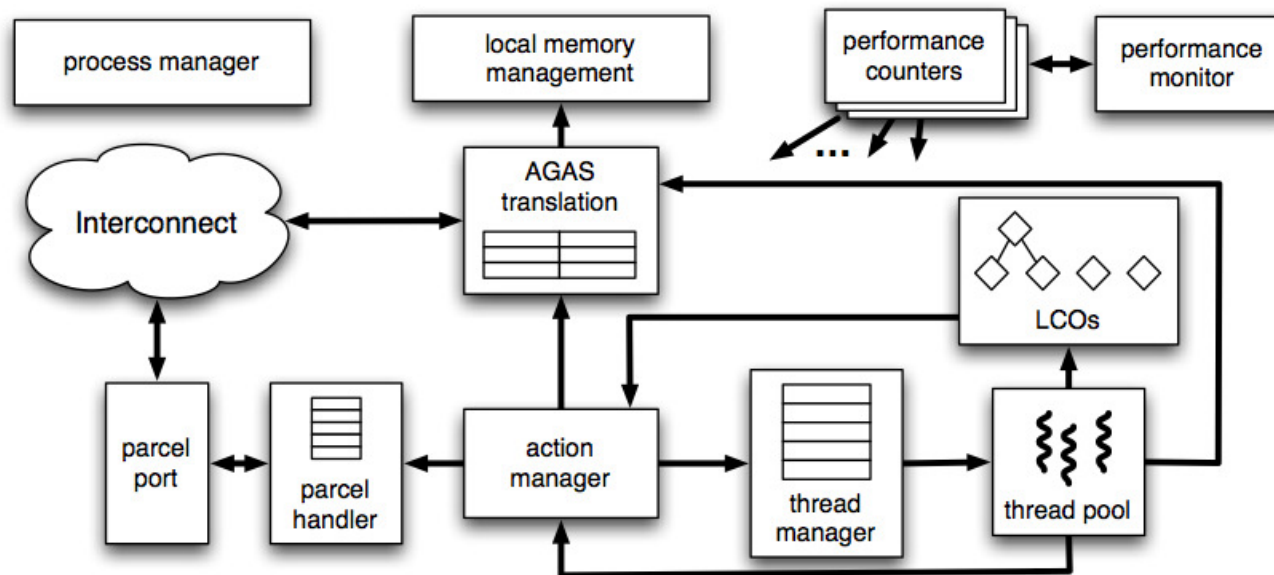 process manager
local memory
management
performance
counters
performance
monitor
...
AGAS
translation
Interconnect
LCOs
parcel
port
parcel
handler
action
manager
thread
manager
thread pool